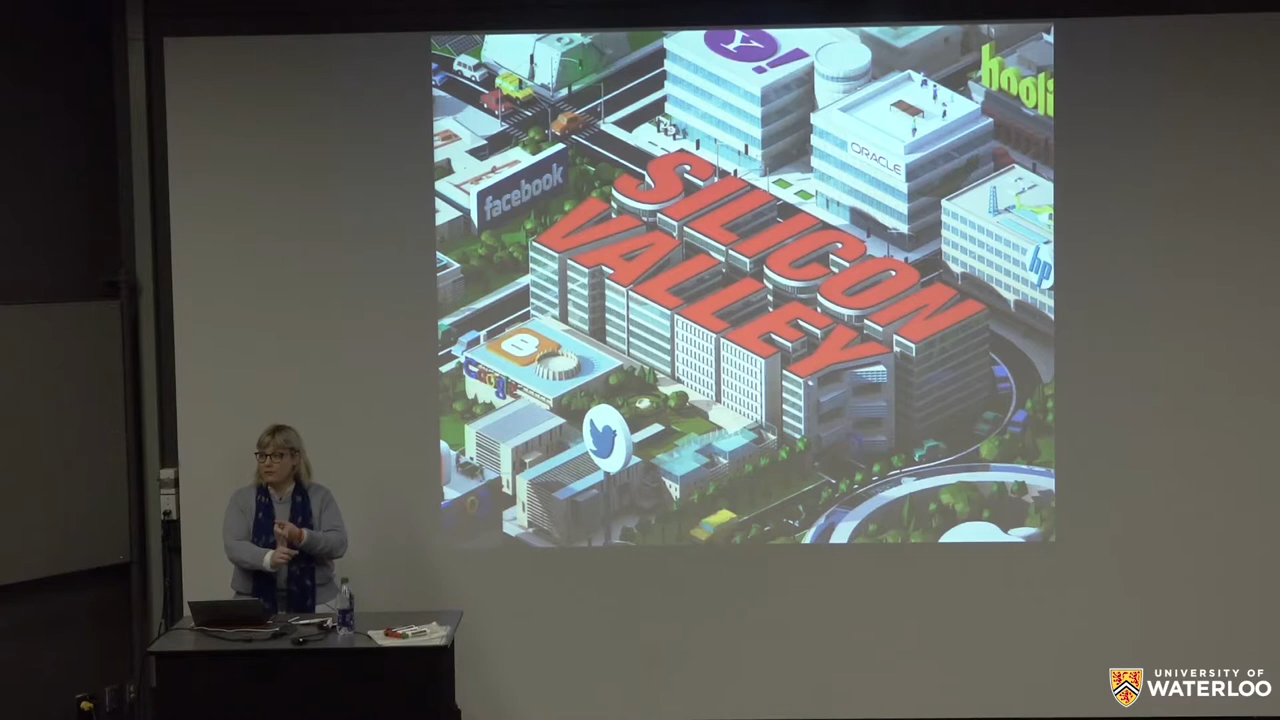 Y!
hooli
ORACLE
facebook
SILICON
VALLEY
hp
e
Google
UNIVERSITY OF
WATERLOO